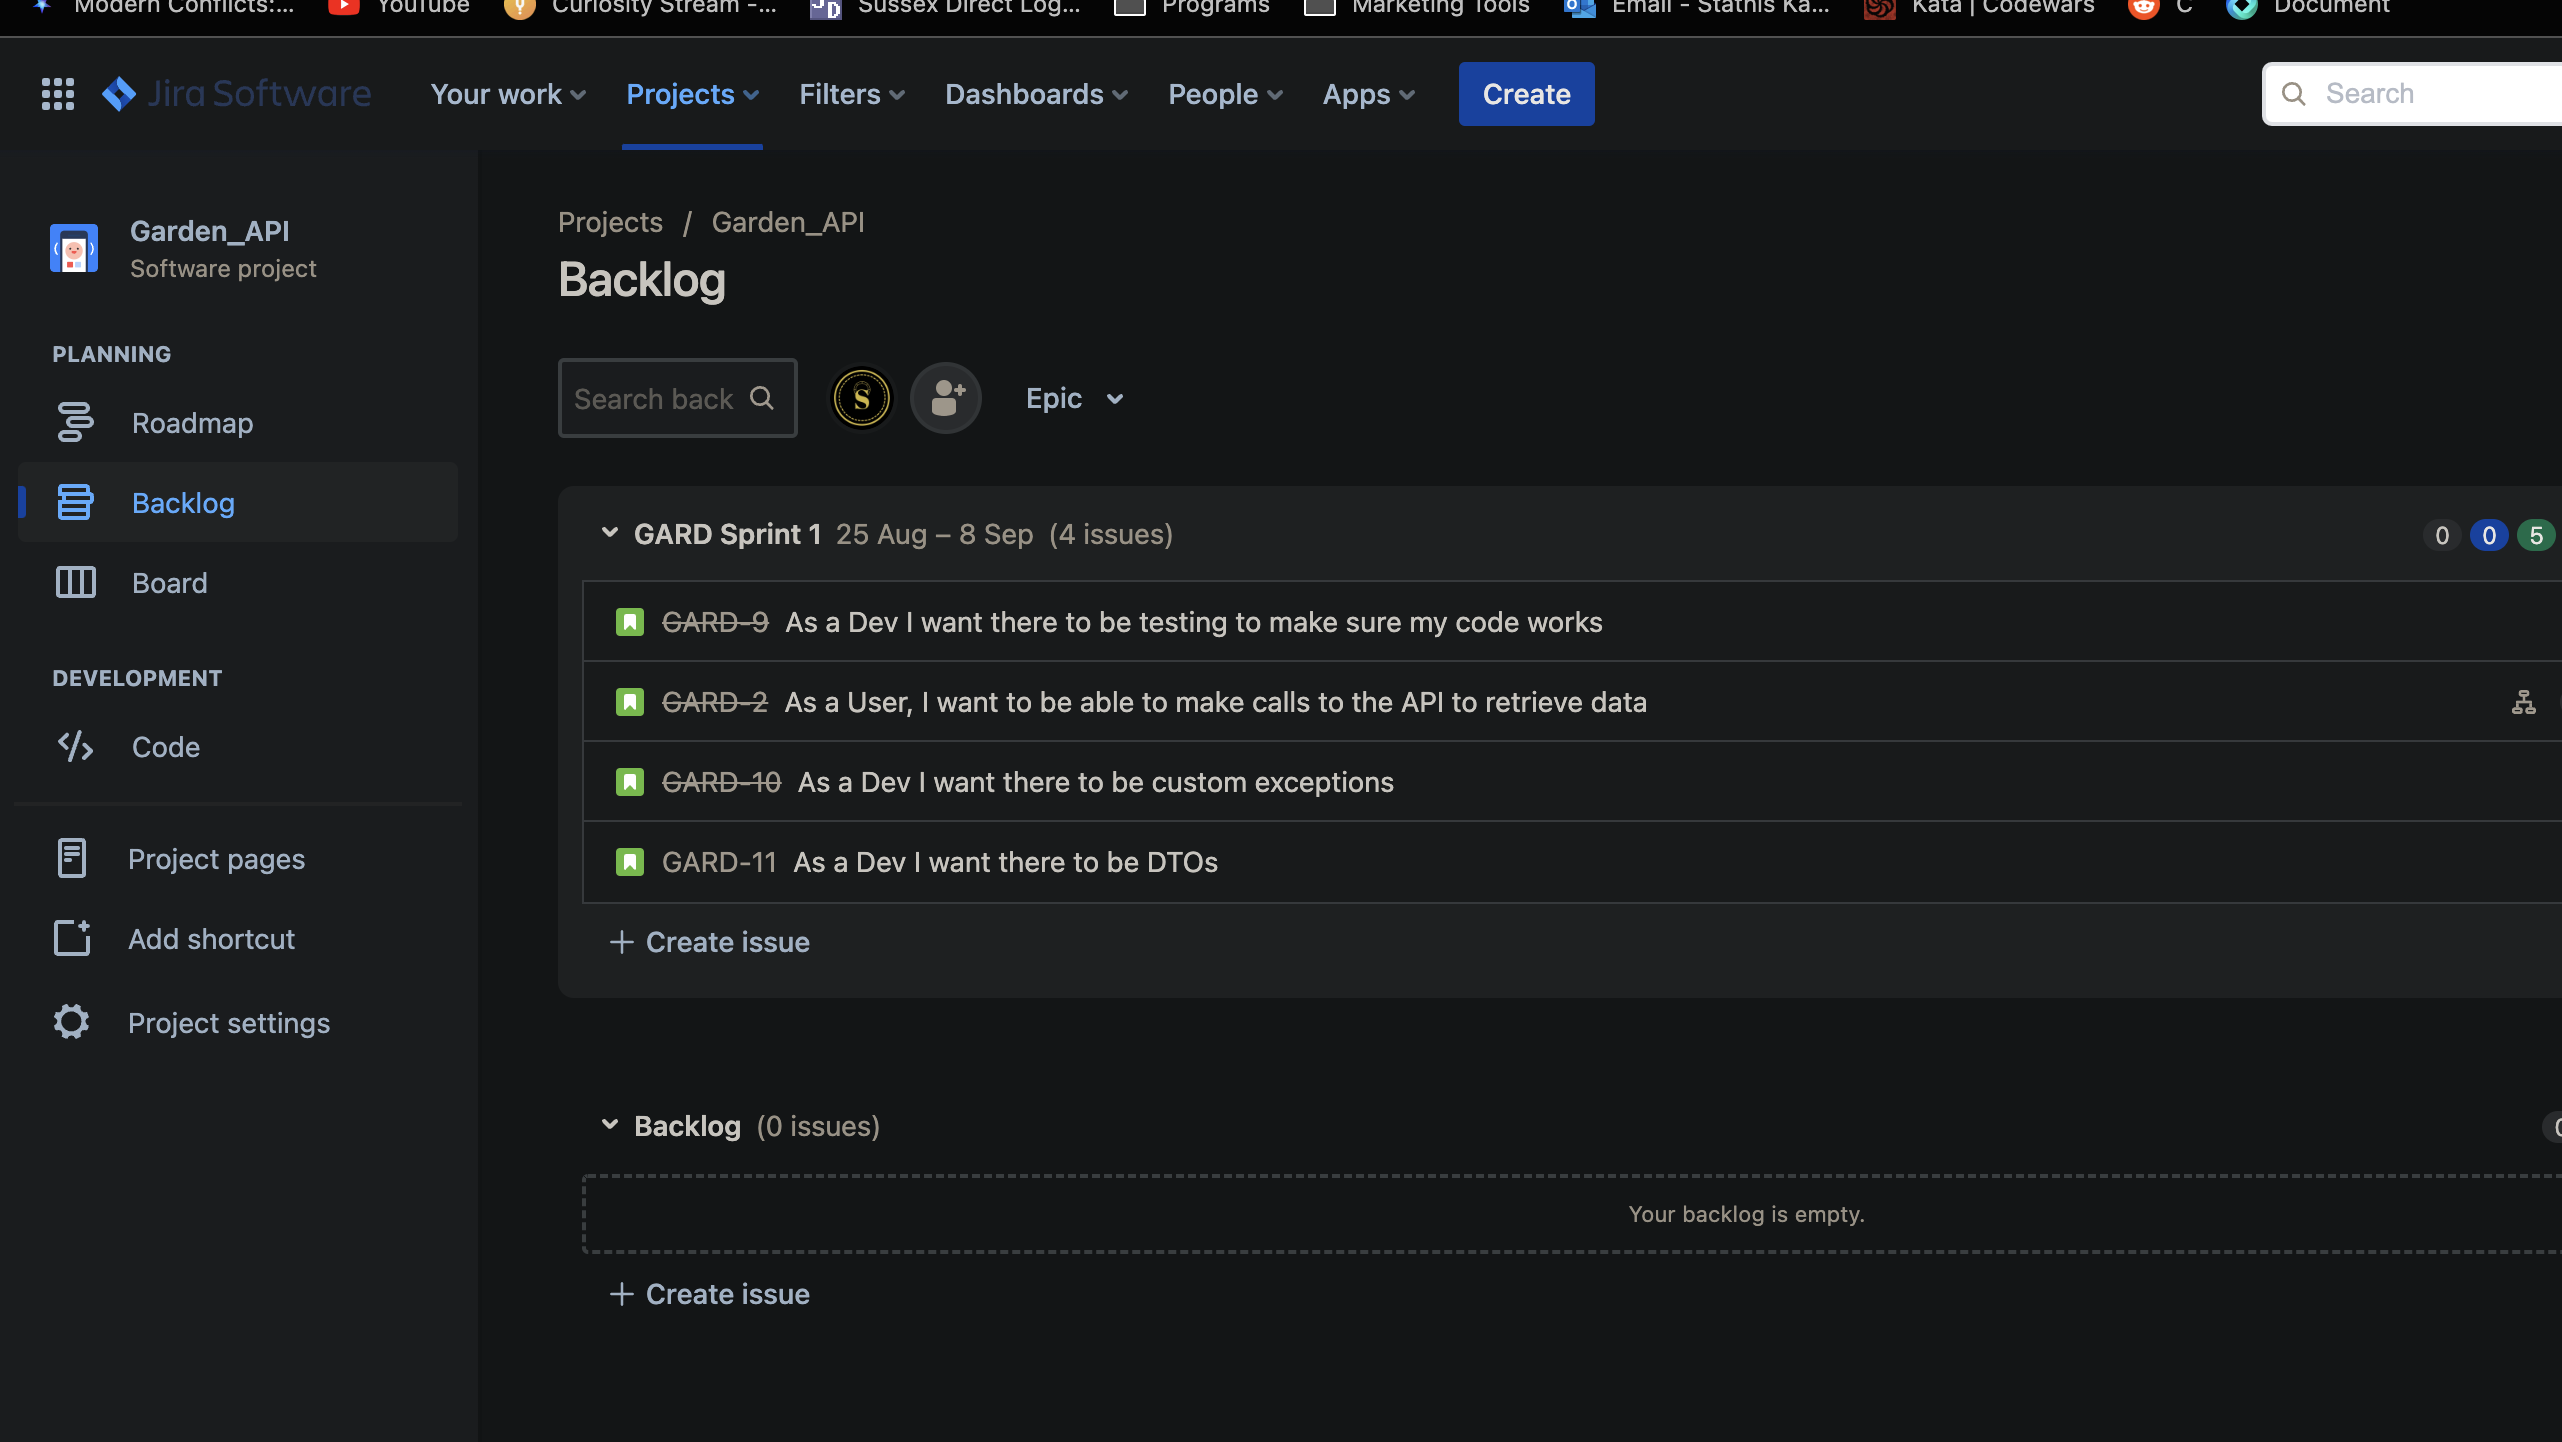 Modern Conflicts:... YouTube Curiosity Stream -... Sussex Direct Log... Programs Marketing Tools Email - Stathis Ka... Kata | Codewars C Document
Jira Software Your work Projects Filters Dashboards People Apps Create Search
Garden_API
Software project
PLANNING
Roadmap
Backlog
Board
DEVELOPMENT
Code
Project pages
Add shortcut
Project settings
Projects / Garden_API
Backlog
Search back
S
Epic
GARD Sprint 1 25 Aug – 8 Sep (4 issues) 0 0 5
GARD-9 As a Dev I want there to be testing to make sure my code works
GARD-2 As a User, I want to be able to make calls to the API to retrieve data
GARD-10 As a Dev I want there to be custom exceptions
GARD-11 As a Dev I want there to be DTOs
+ Create issue
Backlog (0 issues)
Your backlog is empty.
+ Create issue